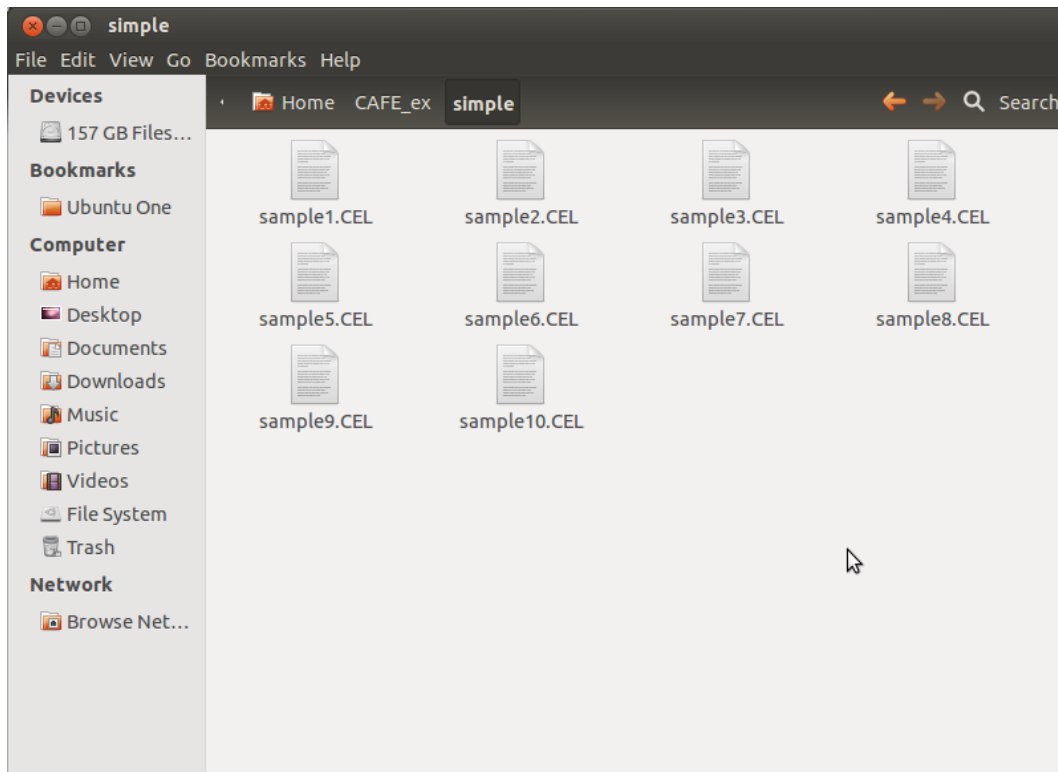 simple
File Edit View Go Bookmarks Help
Devices
157 GB Files...
Bookmarks
Ubuntu One
Computer
Home
Desktop
Documents
Downloads
Music
Pictures
Videos
File System
Trash
Network
Browse Net...
Home CAFE_ex simple Search
sample1.CEL sample2.CEL sample3.CEL sample4.CEL
sample5.CEL sample6.CEL sample7.CEL sample8.CEL
sample9.CEL sample10.CEL